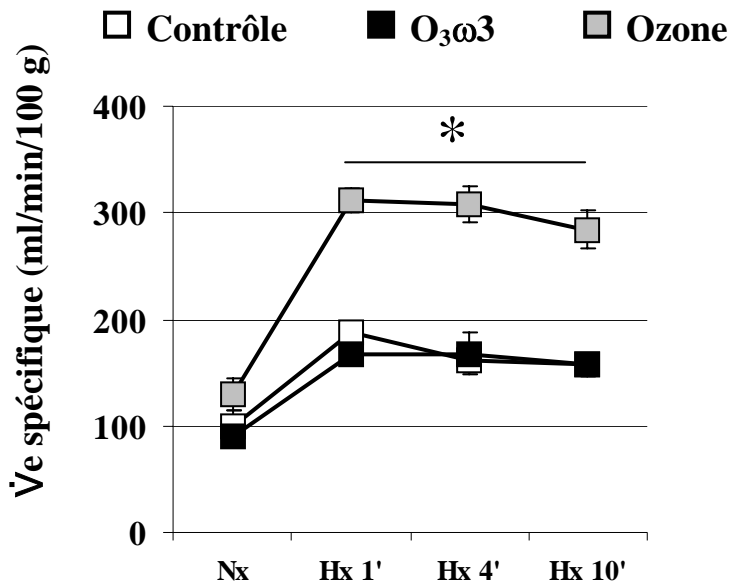 Contrôle O₃ω3 Ozone
V̇e spécifique (ml/min/100 g)
400
*
300
200
100
0
Nx Hx 1' Hx 4' Hx 10'